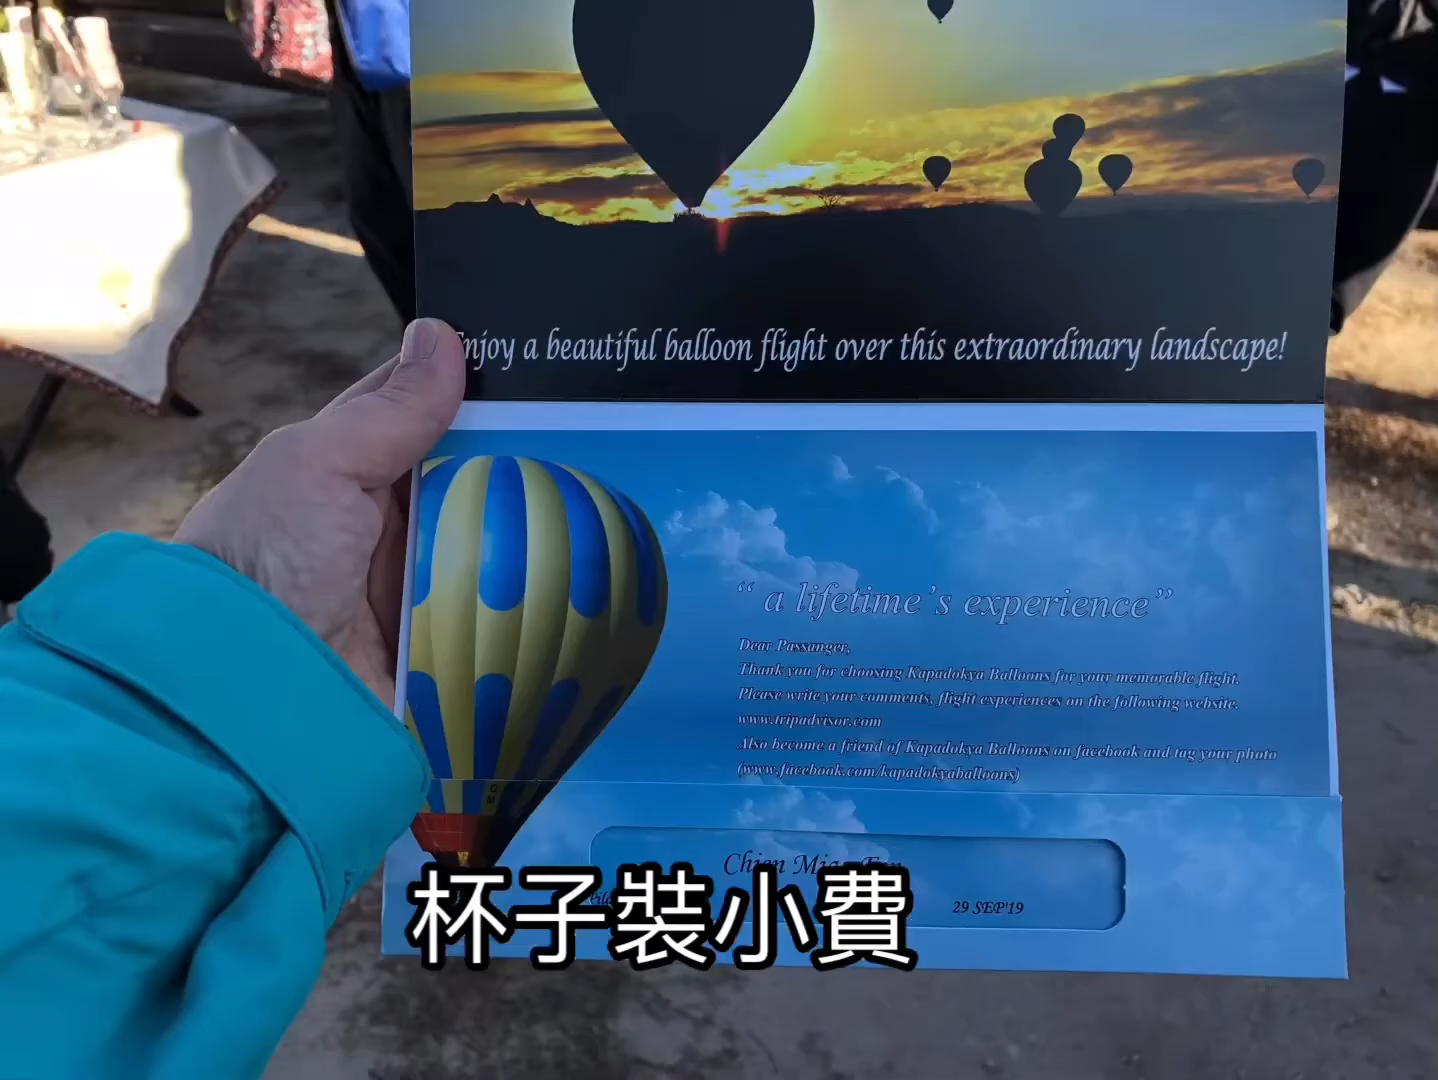 Enjoy a beautiful balloon flight over this extraordinary landscape!
“ a lifetime’s experience”
Dear Passanger,
Thank you for choosing Kapadokya Balloons for your memorable flight.
Please write your comments, flight experiences on the following website.
www.tripadvisor.com
Also become a friend of Kapadokya Balloons on facebook and tag your photo
(www.facebook.com/kapadokyaballoons)
Chien
29 SEP'19
杯子裝小費